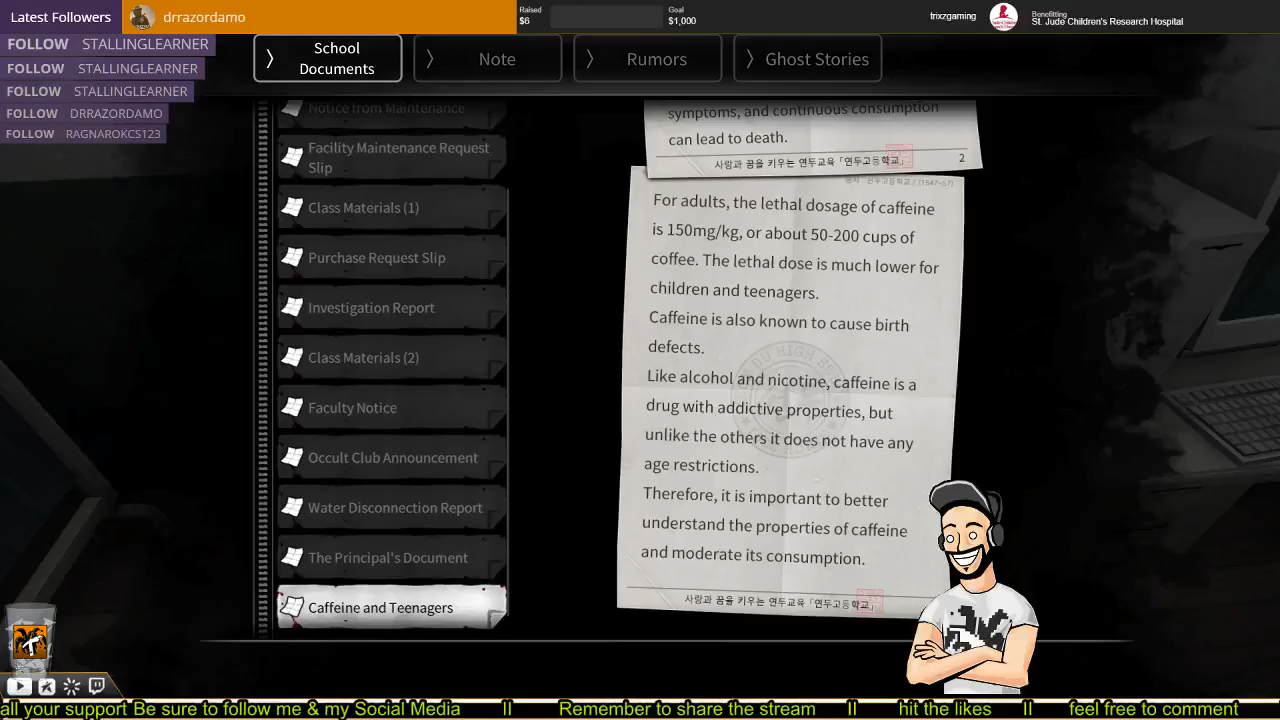 Latest Followers
drrazordamo
Raised
$6
Goal
$1,000
trixzgaming
Benefitting
St. Jude Children's Research Hospital
FOLLOW STALLINGLEARNER
FOLLOW STALLINGLEARNER
FOLLOW STALLINGLEARNER
FOLLOW DRRAZORDAMO
FOLLOW RAGNAROKCS123
School
Documents
Note
Rumors
Ghost Stories
Notice from Maintenance
Facility Maintenance Request
Slip
Class Materials (1)
Purchase Request Slip
Investigation Report
Class Materials (2)
Faculty Notice
Occult Club Announcement
Water Disconnection Report
The Principal's Document
Caffeine and Teenagers
symptoms, and continuous consumption
can lead to death.
사람과 꿈을 키우는 연두교육 「연두고등학교」 2
For adults, the lethal dosage of caffeine
is 150mg/kg, or about 50-200 cups of
coffee. The lethal dose is much lower for
children and teenagers.
Caffeine is also known to cause birth
defects.
Like alcohol and nicotine, caffeine is a
drug with addictive properties, but
unlike the others it does not have any
age restrictions.
Therefore, it is important to better
understand the properties of caffeine
and moderate its consumption.
사람과 꿈을 키우는 연두교육 「연두고등학교」
all your support Be sure to follow me & my Social Media II Remember to share the stream II hit the likes II feel free to comment